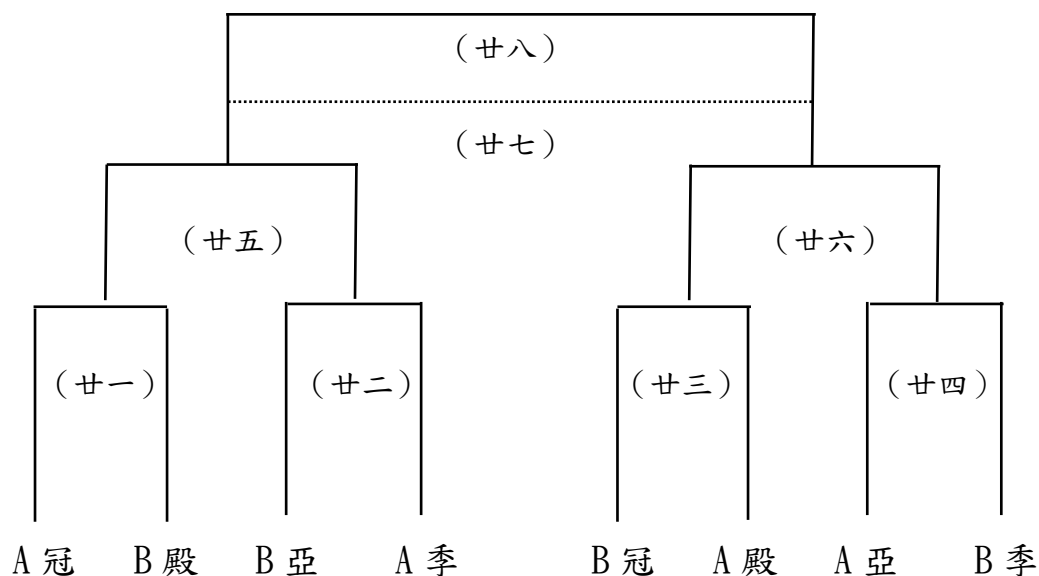 (廿八)
(廿七)
(廿五) (廿六)
(廿一) (廿二) (廿三) (廿四)
A冠 B殿 B亞 A季 B冠 A殿 A亞 B季